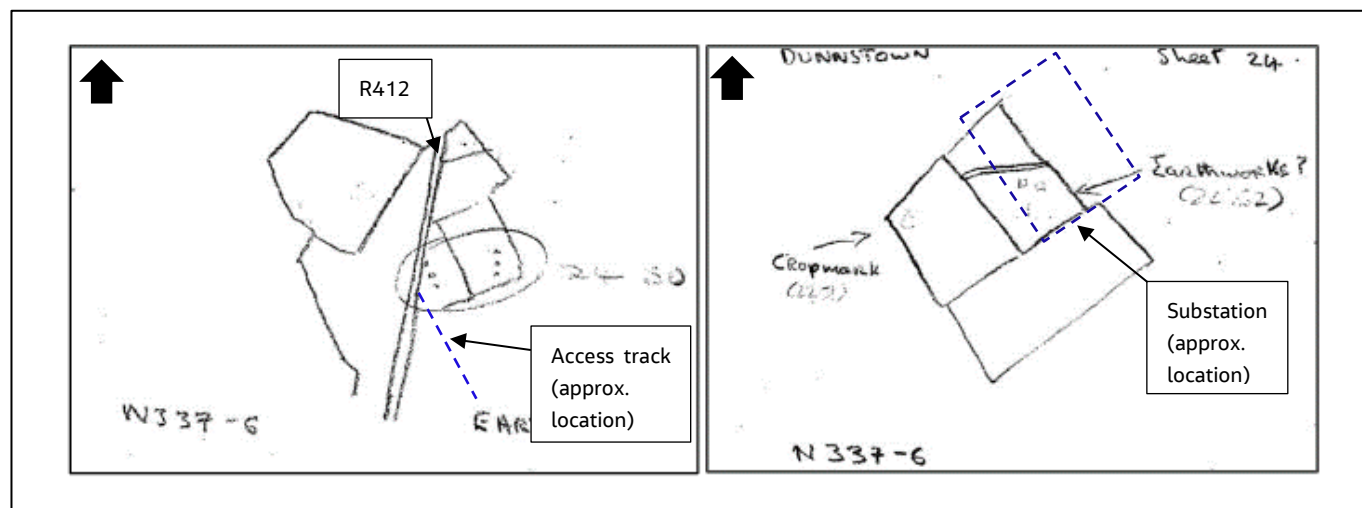 R412
24 30
Access track
(approx.
location)
N337-6
EAR
DUNNSTOWN
Sheet 24.
Earthworks?
Cropmark
Substation
(approx.
location)
N 337-6